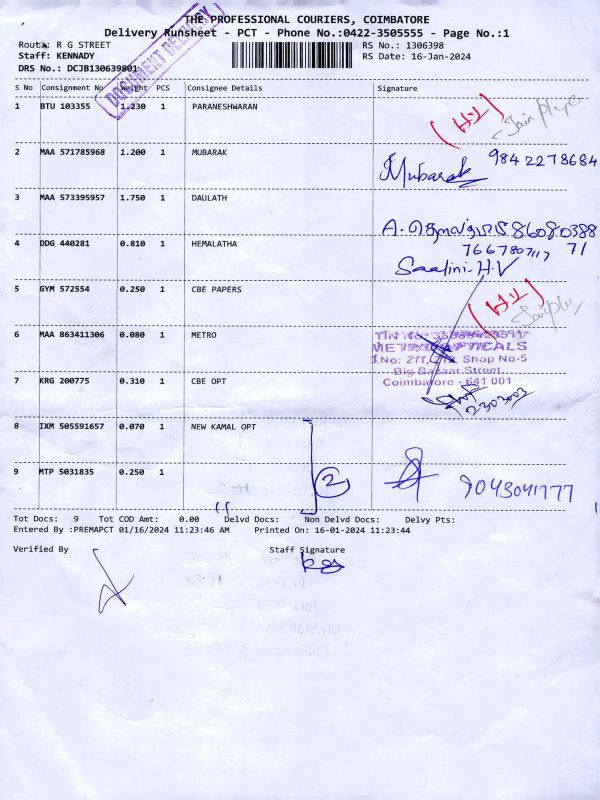 THE PROFESSIONAL COURIERS, COIMBATORE
Delivery Runsheet - PCT - Phone No.:0422-3505555 - Page No.:1
Route: R G STREET RS No.: 1306398
Staff: KENNADY RS Date: 16-Jan-2024
DRS No.: DCJB130639801
DOCUMENT DELIVERY
S No Consignment No Weight PCS Consignee Details Signature
1 BTU 103355 1.230 1 PARANESHWARAN
2 MAA 571785968 1.200 1 MUBARAK Mubarak 9842278684
3 MAA 573395957 1.750 1 DAULATH
4 DDG 440281 0.810 1 HEMALATHA 7667807117
Saalini.H.V
5 GYM 572554 0.250 1 CBE PAPERS
6 MAA 863411306 0.080 1 METRO
Shop No-5
Big Bazaar Street
Coimbatore - 641 001
7 KRG 200775 0.310 1 CBE OPT
8 IXM 505591657 0.070 1 NEW KAMAL OPT
9 MTP 5031835 0.250 1 2 9043041777
Tot Docs: 9 Tot COD Amt: 0.00 Delvd Docs: Non Delvd Docs: Delvy Pts:
Entered By :PREMAPCT 01/16/2024 11:23:46 AM Printed On: 16-01-2024 11:23:44
Verified By Staff Signature